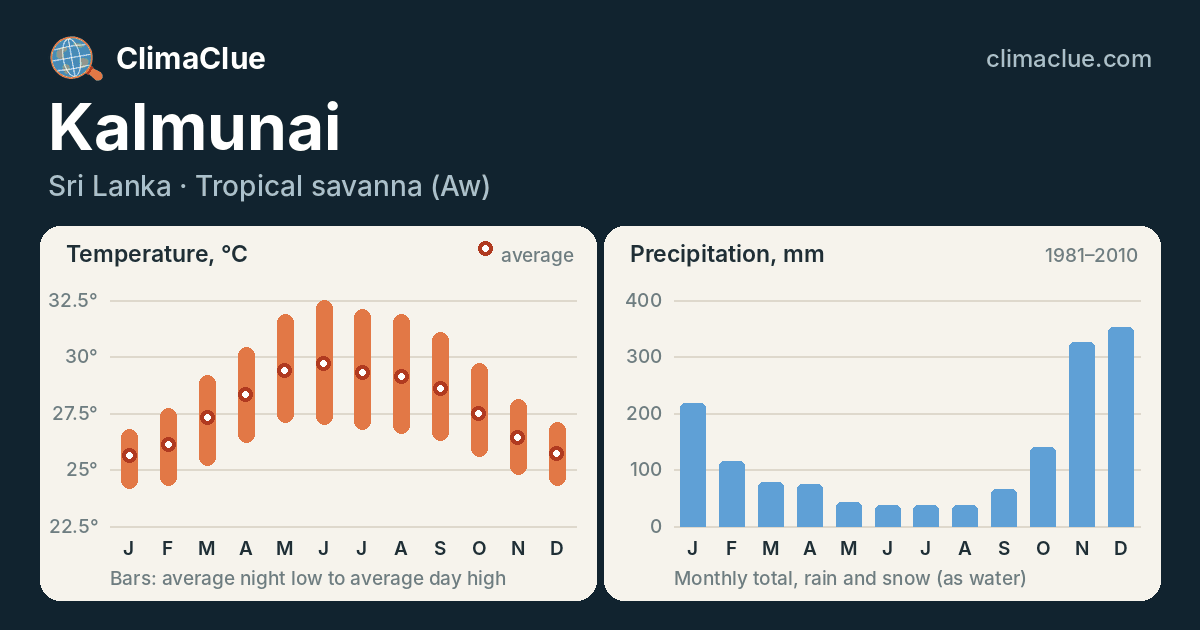 ClimaClue
climaclue.com
Kalmunai
Sri Lanka · Tropical savanna (Aw)
Temperature, °C
average
32.5°
30°
27.5°
25°
22.5°
J F M A M J J A S O N D
Bars: average night low to average day high
Precipitation, mm
1981–2010
400
300
200
100
0
J F M A M J J A S O N D
Monthly total, rain and snow (as water)